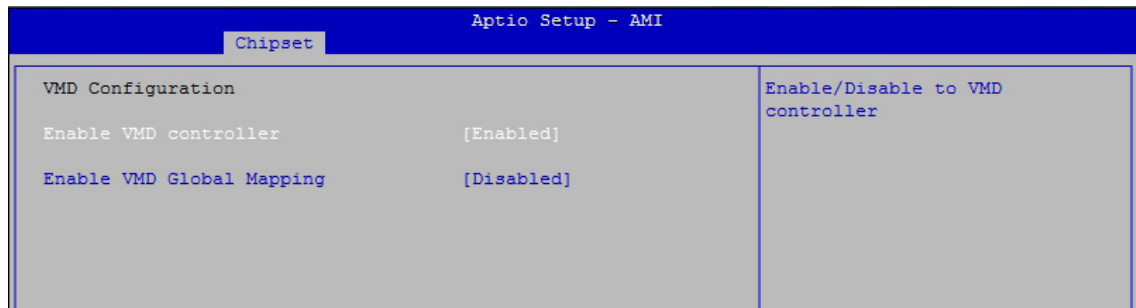 Aptio Setup - AMI
Chipset
VMD Configuration
Enable VMD controller [Enabled]
Enable VMD Global Mapping [Disabled]
Enable/Disable to VMD
controller